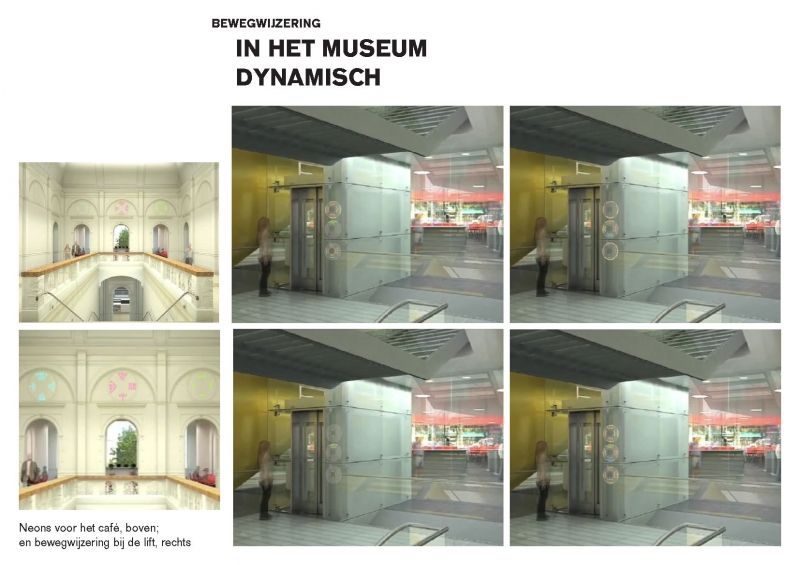 BEWEGWIJZERING
IN HET MUSEUM
DYNAMISCH
Neons voor het café, boven;
en bewegwijzering bij de lift, rechts